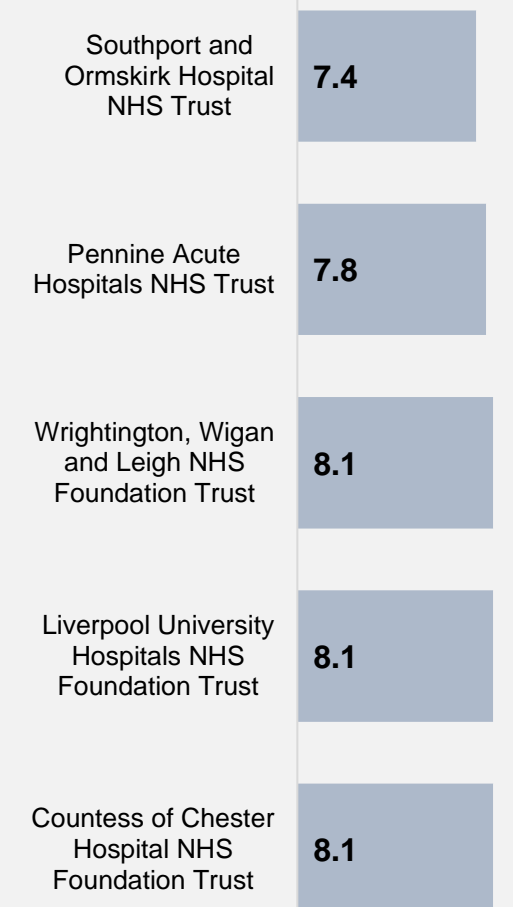 Southport and
Ormskirk Hospital
NHS Trust
7.4
Pennine Acute
Hospitals NHS Trust
7.8
Wrightington, Wigan
and Leigh NHS
Foundation Trust
8.1
Liverpool University
Hospitals NHS
Foundation Trust
8.1
Countess of Chester
Hospital NHS
Foundation Trust
8.1